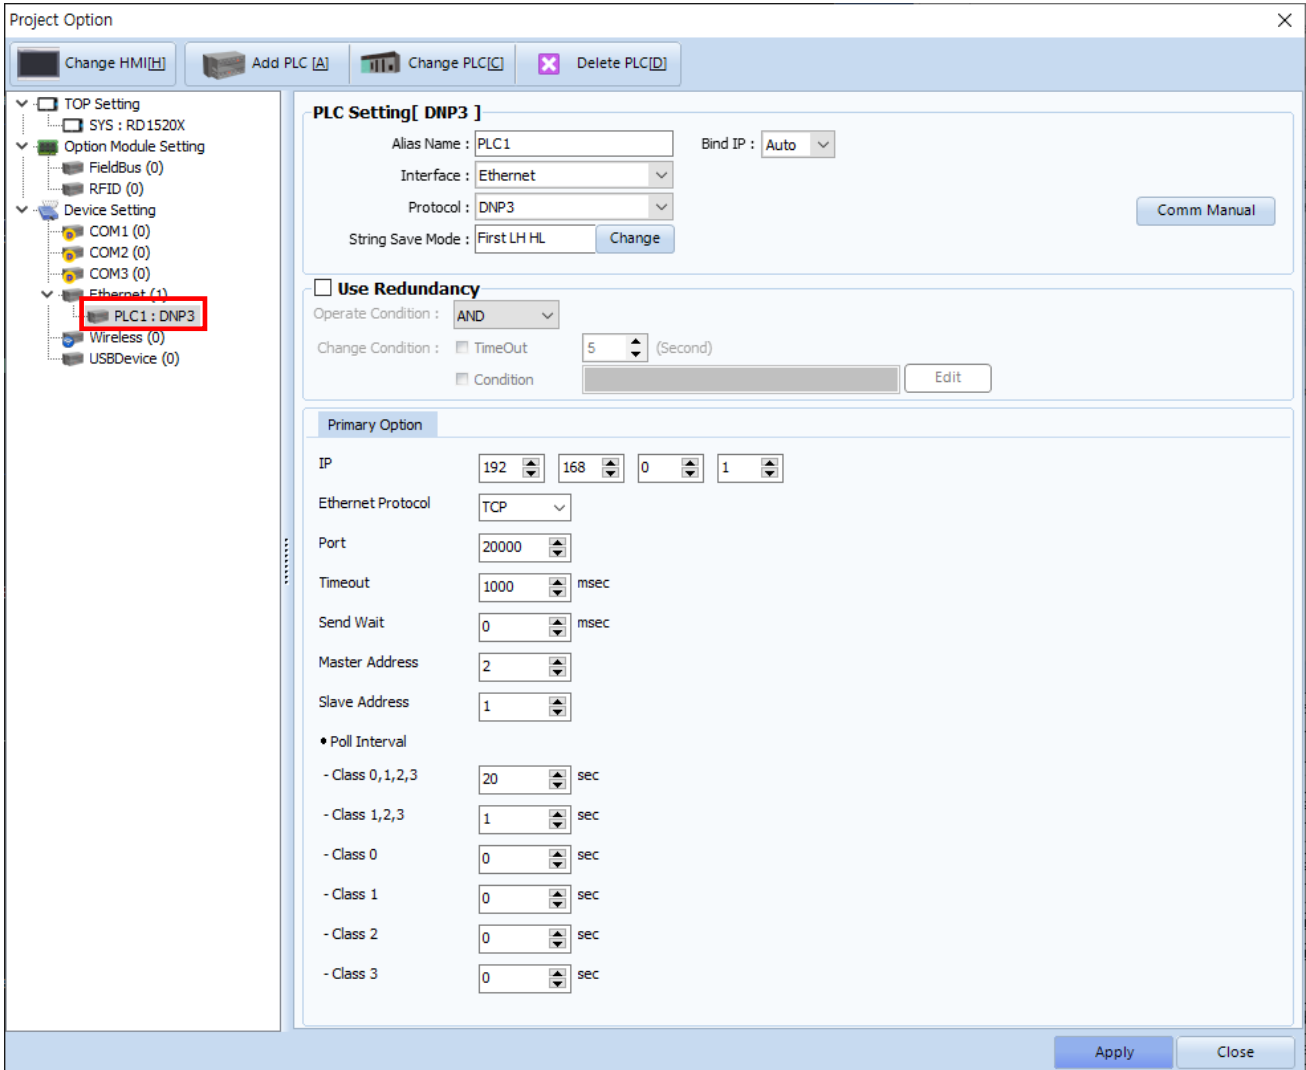 Project Option
Change HMI[H] Add PLC [A] Change PLC[C] Delete PLC[D]
TOP Setting
SYS : RD1520X
Option Module Setting
FieldBus (0)
RFID (0)
Device Setting
COM1 (0)
COM2 (0)
COM3 (0)
Ethernet (1)
PLC1 : DNP3
Wireless (0)
USBDevice (0)
PLC Setting[ DNP3 ]
Alias Name : PLC1 Bind IP : Auto
Interface : Ethernet
Protocol : DNP3 Comm Manual
String Save Mode : First LH HL Change
Use Redundancy
Operate Condition : AND
Change Condition : TimeOut 5 (Second)
Condition Edit
Primary Option
IP 192 168 0 1
Ethernet Protocol TCP
Port 20000
Timeout 1000 msec
Send Wait 0 msec
Master Address 2
Slave Address 1
• Poll Interval
- Class 0,1,2,3 20 sec
- Class 1,2,3 1 sec
- Class 0 0 sec
- Class 1 0 sec
- Class 2 0 sec
- Class 3 0 sec
Apply Close